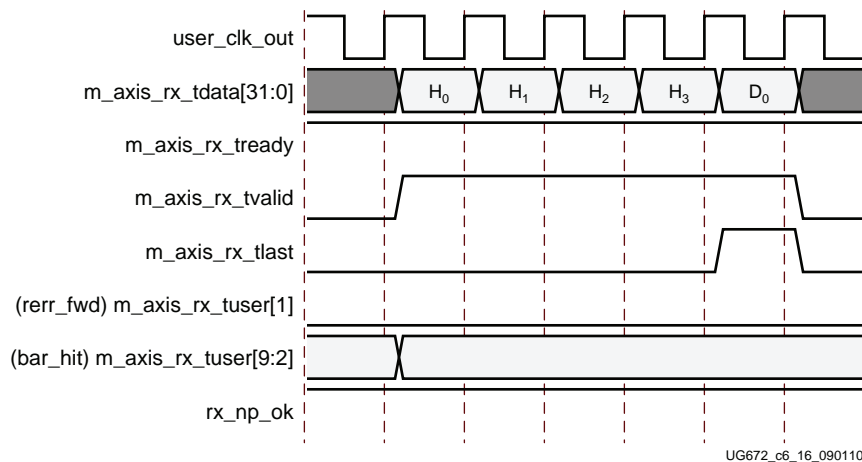 user_clk_out
m_axis_rx_tdata[31:0] H0 H1 H2 H3 D0
m_axis_rx_tready
m_axis_rx_tvalid
m_axis_rx_tlast
(rerr_fwd) m_axis_rx_tuser[1]
(bar_hit) m_axis_rx_tuser[9:2]
rx_np_ok
UG672_c6_16_090110